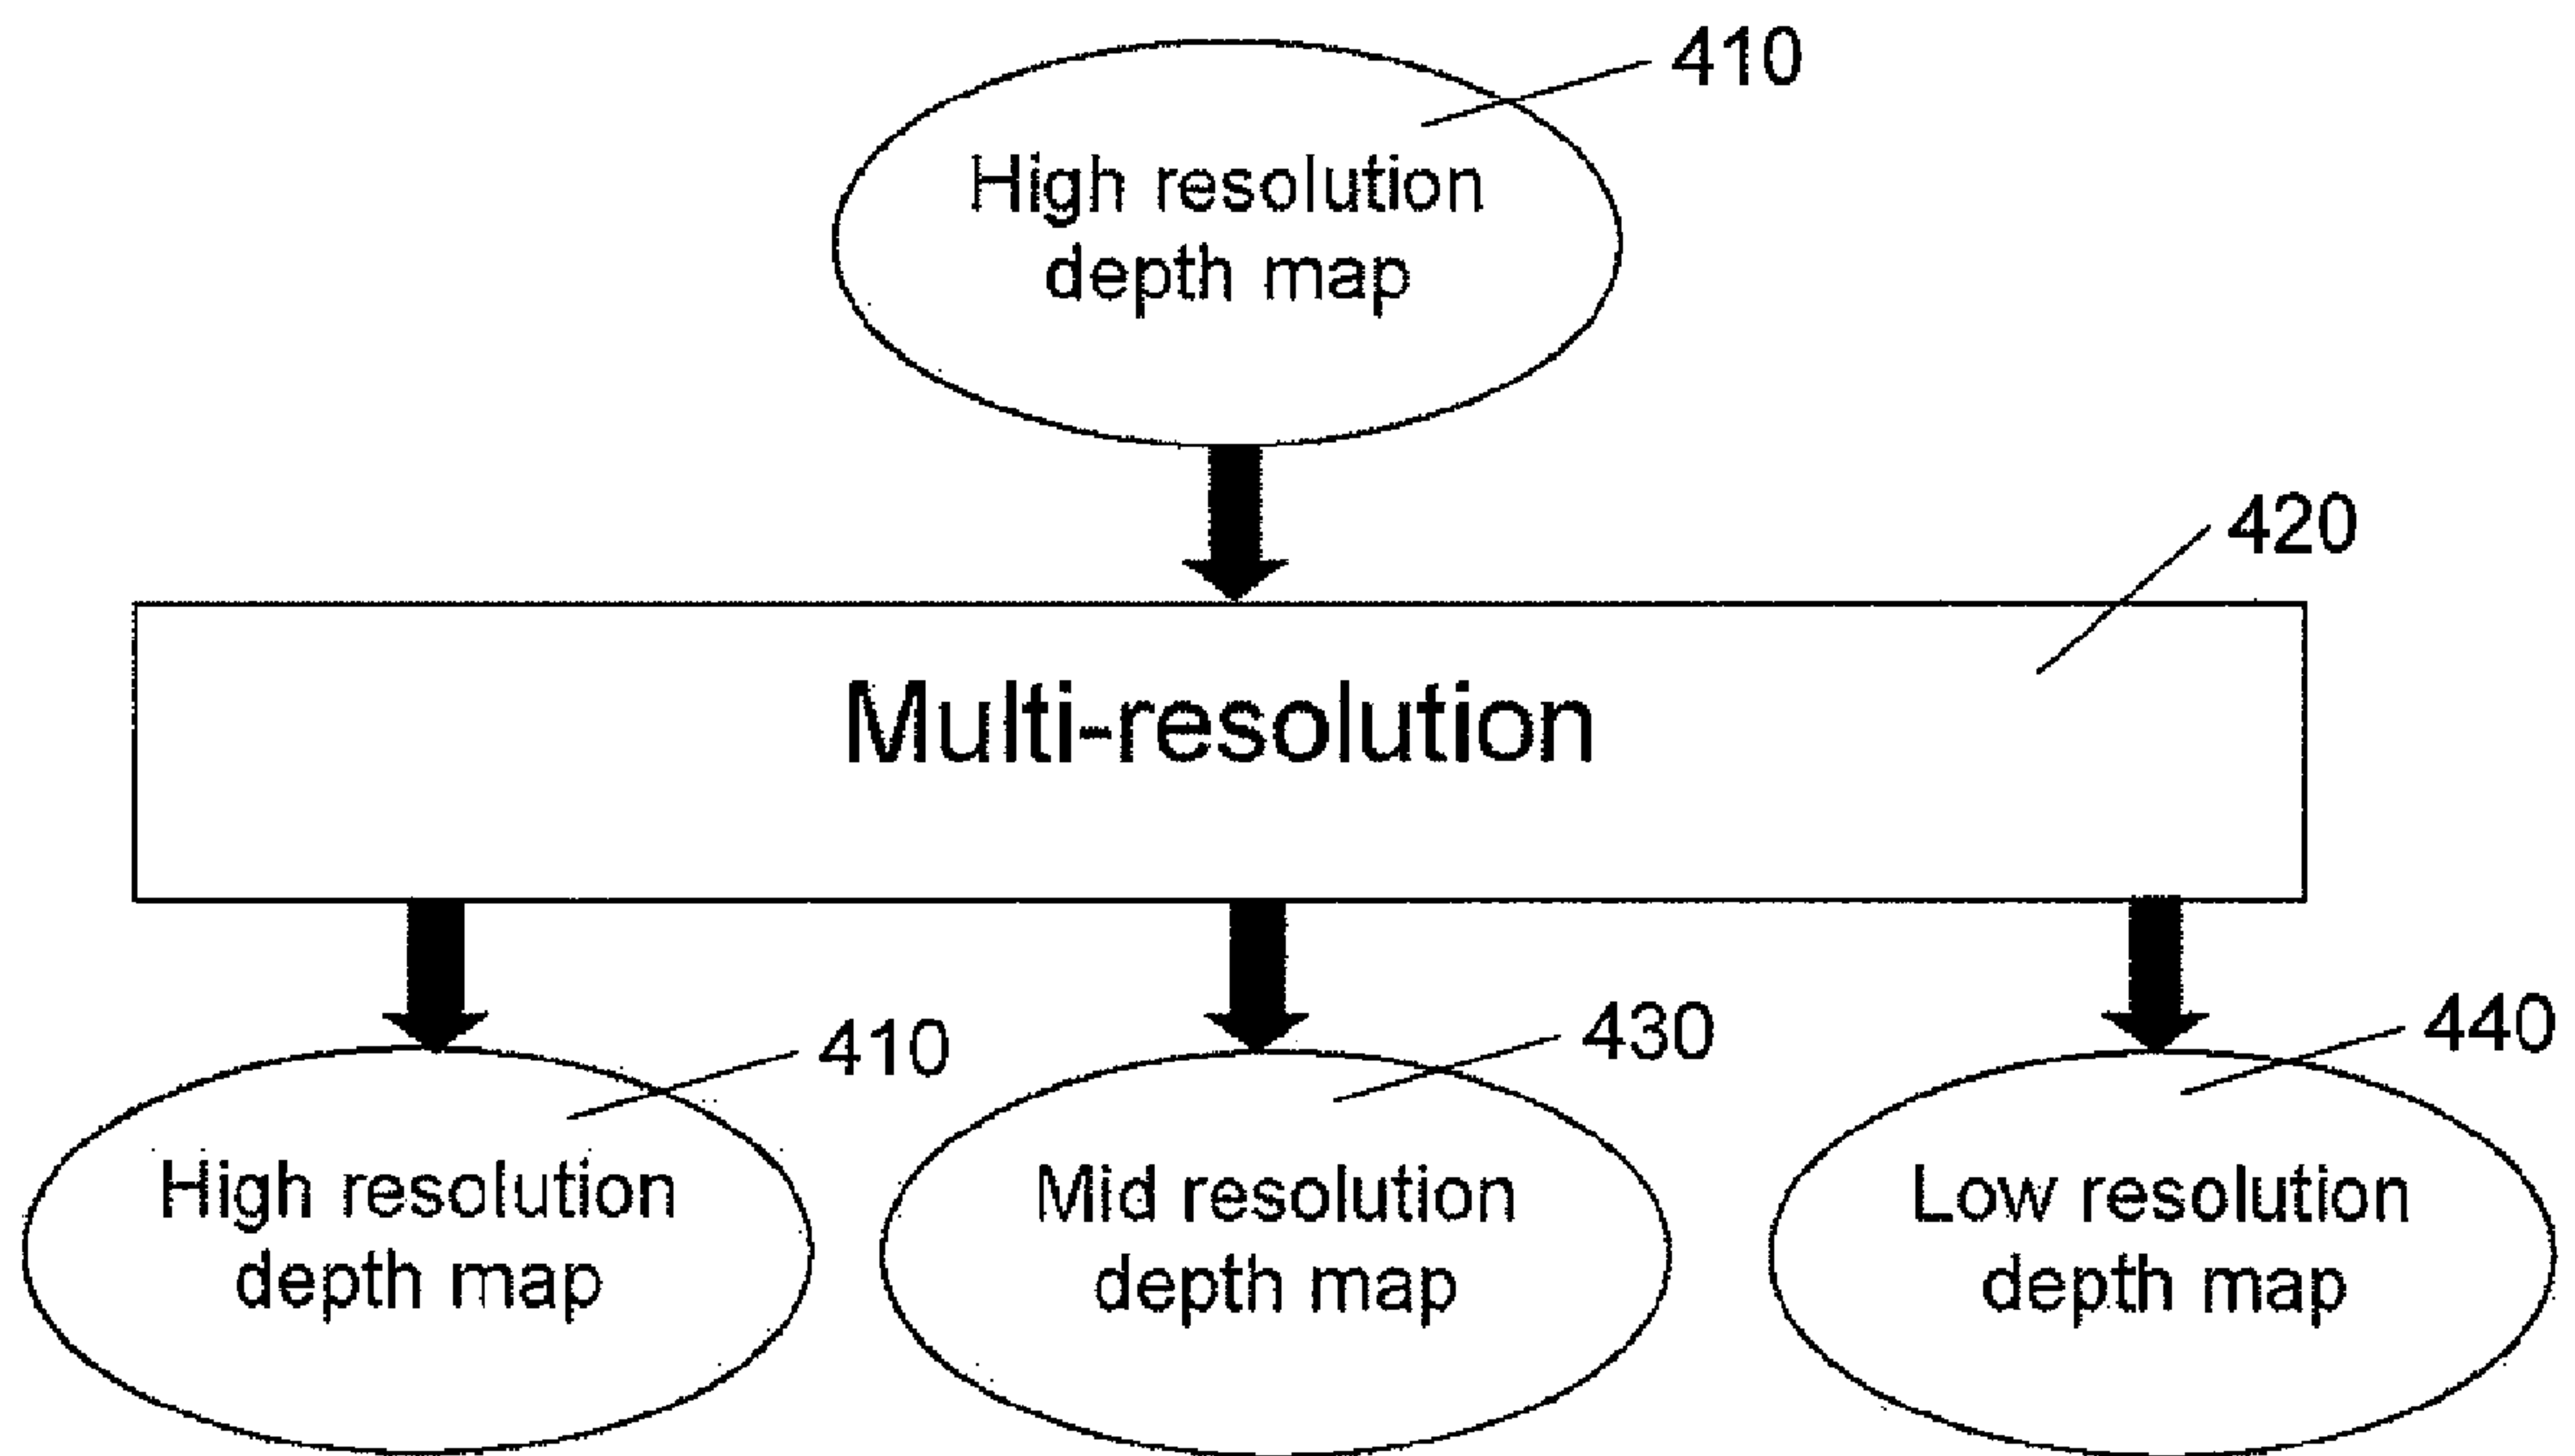 410
High resolution
depth map
420
Multi-resolution
410
430
440
High resolution
depth map
Mid resolution
depth map
Low resolution
depth map